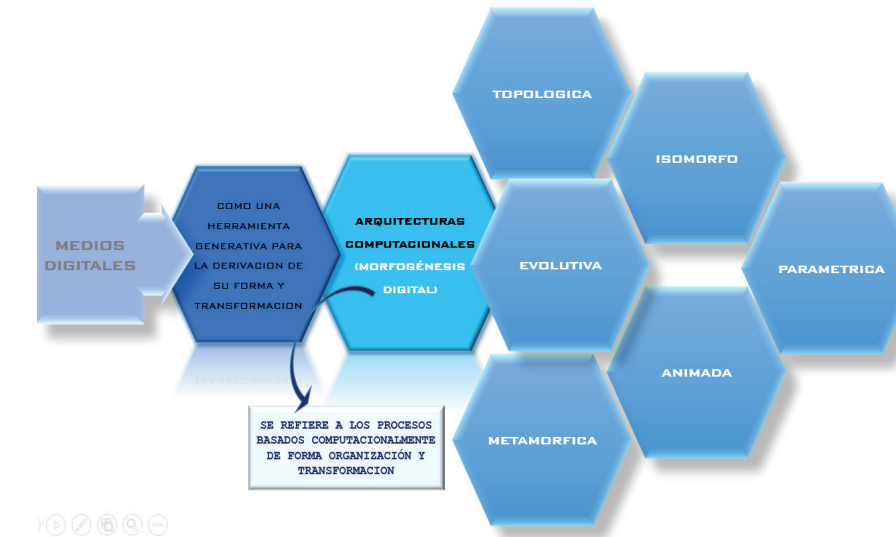 MEDIOS
DIGITALES
COMO UNA
HERRAMIENTA
GENERATIVA PARA
LA DERIVACION DE
SU FORMA Y
TRANSFORMACION
ARQUITECTURAS
COMPUTACIONALES
(MORFOGÉNESIS
DIGITAL)
SE REFIERE A LOS PROCESOS
BASADOS COMPUTACIONALMENTE
DE FORMA ORGANIZACIÓN Y
TRANSFORMACION
TOPOLOGICA
ISOMORFO
EVOLUTIVA
PARAMETRICA
ANIMADA
METAMORFICA